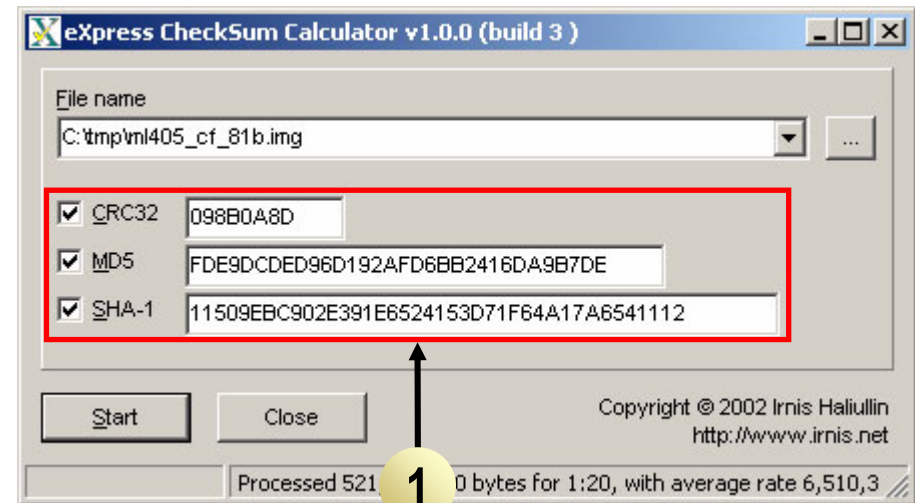 eXpress CheckSum Calculator v1.0.0 (build 3 )
File name
C:\tmp\ml405_cf_81b.img
...
CRC32 098B0A8D
MD5 FDE9DCDED96D192AFD6BB2416DA9B7DE
SHA-1 11509EBC902E391E6524153D71F64A17A6541112
Start Close
Copyright © 2002 Irnis Haliullin
http://www.irnis.net
1
Processed 521, 0 bytes for 1:20, with average rate 6,510,3